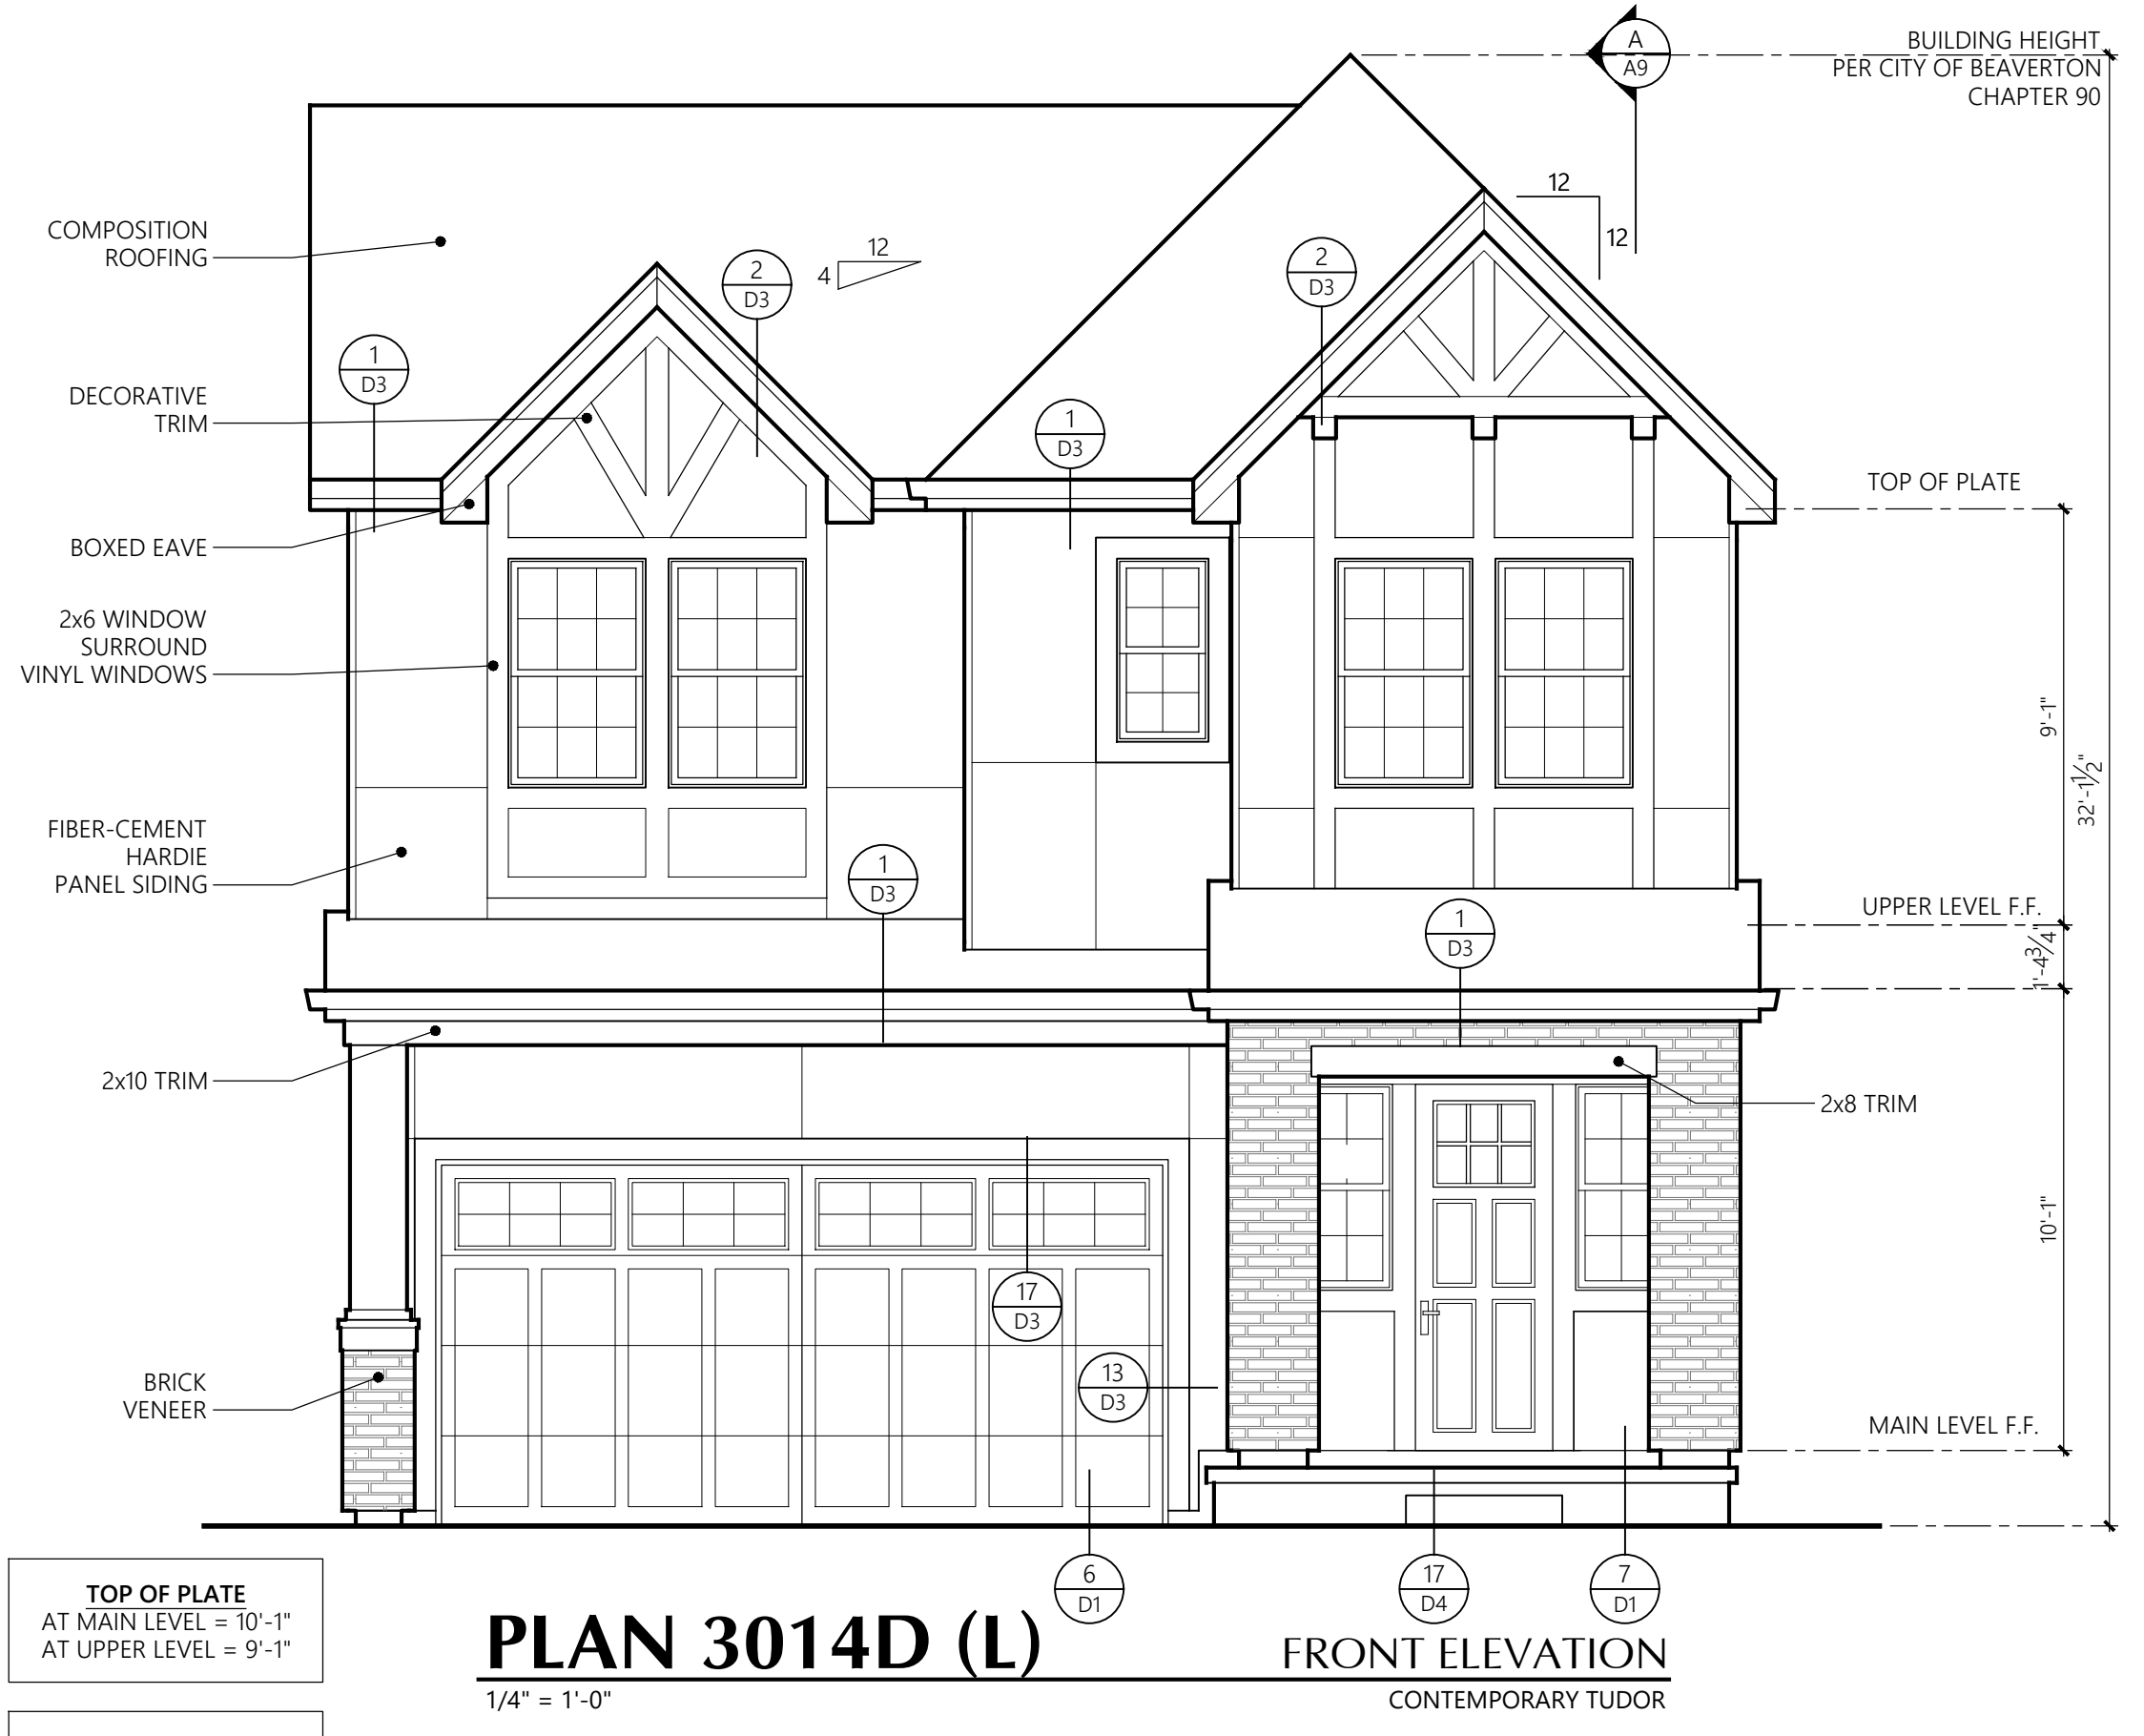 BUILDING HEIGHT
PER CITY OF BEAVERTON
CHAPTER 90
A
A9
12
12
COMPOSITION
ROOFING
12
4
2
D3
2
D3
1
D3
DECORATIVE
TRIM
1
D3
TOP OF PLATE
BOXED EAVE
2x6 WINDOW
SURROUND
VINYL WINDOWS
9'-1"
32'-1½"
FIBER-CEMENT
HARDIE
PANEL SIDING
1
D3
1
D3
UPPER LEVEL F.F.
1'-4¾"
2x10 TRIM
2x8 TRIM
10'-1"
17
D3
13
D3
BRICK
VENEER
MAIN LEVEL F.F.
6
D1
17
D4
7
D1
TOP OF PLATE
AT MAIN LEVEL = 10'-1"
AT UPPER LEVEL = 9'-1"
PLAN 3014D (L)
FRONT ELEVATION
1/4" = 1'-0"
CONTEMPORARY TUDOR